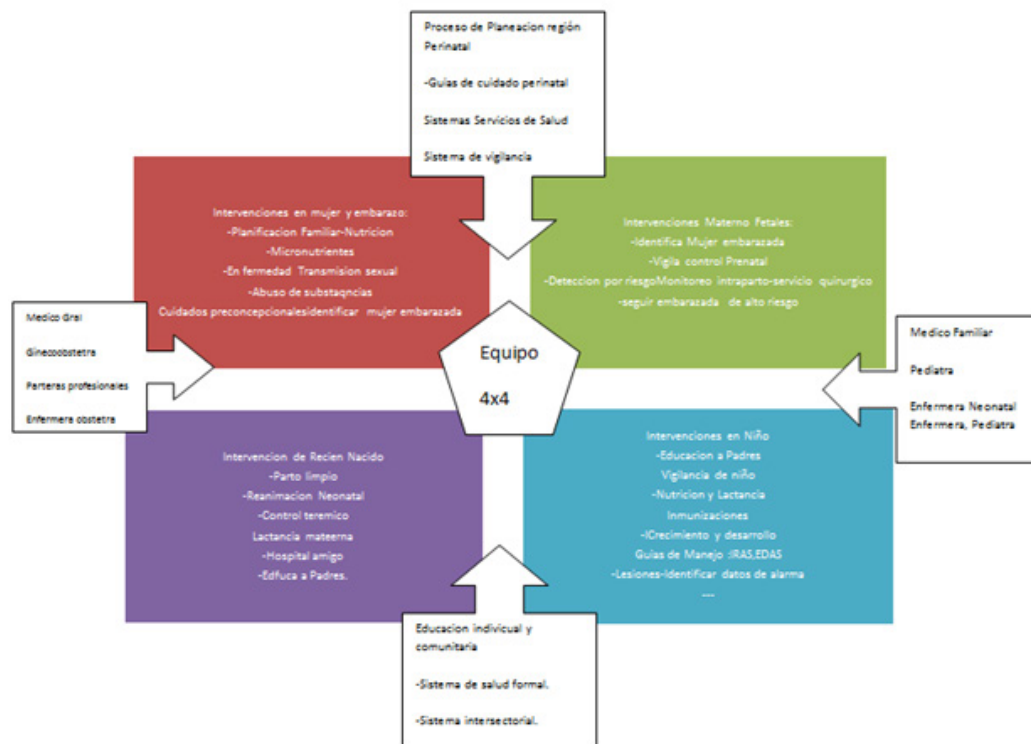 Proceso de Planeacion región
Perinatal
-Guias de cuidado perinatal
Sistemas Servicios de Salud
Sistema de vigilancia
Intervenciones en mujer y embarazo:
-Planificacion Familiar-Nutricion
-Micronutrientes
-En fermedad Transmision sexual
-Abuso de substaqncias
Cuidados preconcepcionalesidentificar mujer embarazada
Intervenciones Materno Fetales:
-Identifica Mujer embarazada
-Vigila control Prenatal
-Deteccion por riesgoMonitoreo intraparto-servicio quirurgico
-seguir embarazada de alto riesgo
Medico Gral
Ginecoobstetra
Parteras profesionales
Enfermera obstetra
Equipo
4x4
Medico Familiar
Pediatra
Enfermera Neonatal
Enfermera, Pediatra
Intervencion de Recien Nacido
-Parto limpio
-Reanimacion Neonatal
-Control teremico
Lactancia mateerna
-Hospital amigo
-Edfuca a Padres.
Intervenciones en Niño
-Educacion a Padres
Vigilancia de niño
-Nutricion y Lactancia
Inmunizaciones
-ICrecimiento y desarrollo
Guias de Manejo :IRAS,EDAS
-Lesiones-Identificar datos de alarma
---
Educacion indivicual y
comunitaria
-Sistema de salud formal.
-Sistema intersectorial.